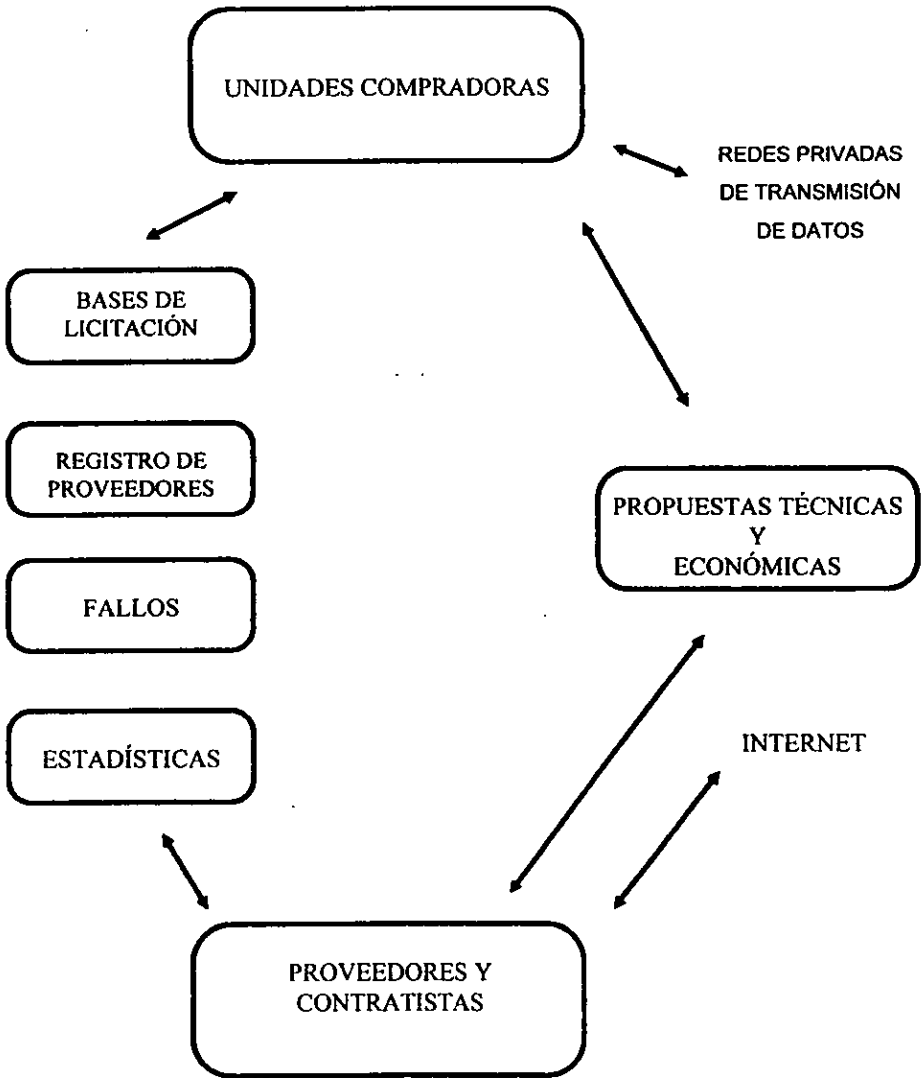 UNIDADES COMPRADORAS
REDES PRIVADAS
DE TRANSMISIÓN
DE DATOS
BASES DE
LICITACIÓN
REGISTRO DE
PROVEEDORES
PROPUESTAS TÉCNICAS
Y
ECONÓMICAS
FALLOS
ESTADÍSTICAS
INTERNET
PROVEEDORES Y
CONTRATISTAS